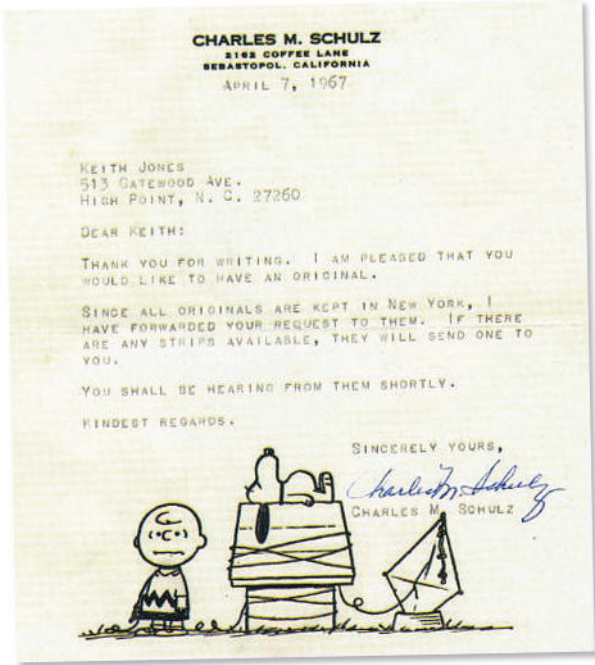 CHARLES M. SCHULZ
2162 COFFEE LANE
SEBASTOPOL, CALIFORNIA
APRIL 7, 1967
KEITH JONES
513 GATEWOOD AVE.
HIGH POINT, N. C. 27260
DEAR KEITH:
THANK YOU FOR WRITING. I AM PLEASED THAT YOU
WOULD LIKE TO HAVE AN ORIGINAL.
SINCE ALL ORIGINALS ARE KEPT IN NEW YORK, I
HAVE FORWARDED YOUR REQUEST TO THEM. IF THERE
ARE ANY STRIPS AVAILABLE, THEY WILL SEND ONE TO
YOU.
YOU SHALL BE HEARING FROM THEM SHORTLY.
KINDEST REGARDS.
SINCERELY YOURS,
Charles M. Schulz
CHARLES M. SCHULZ